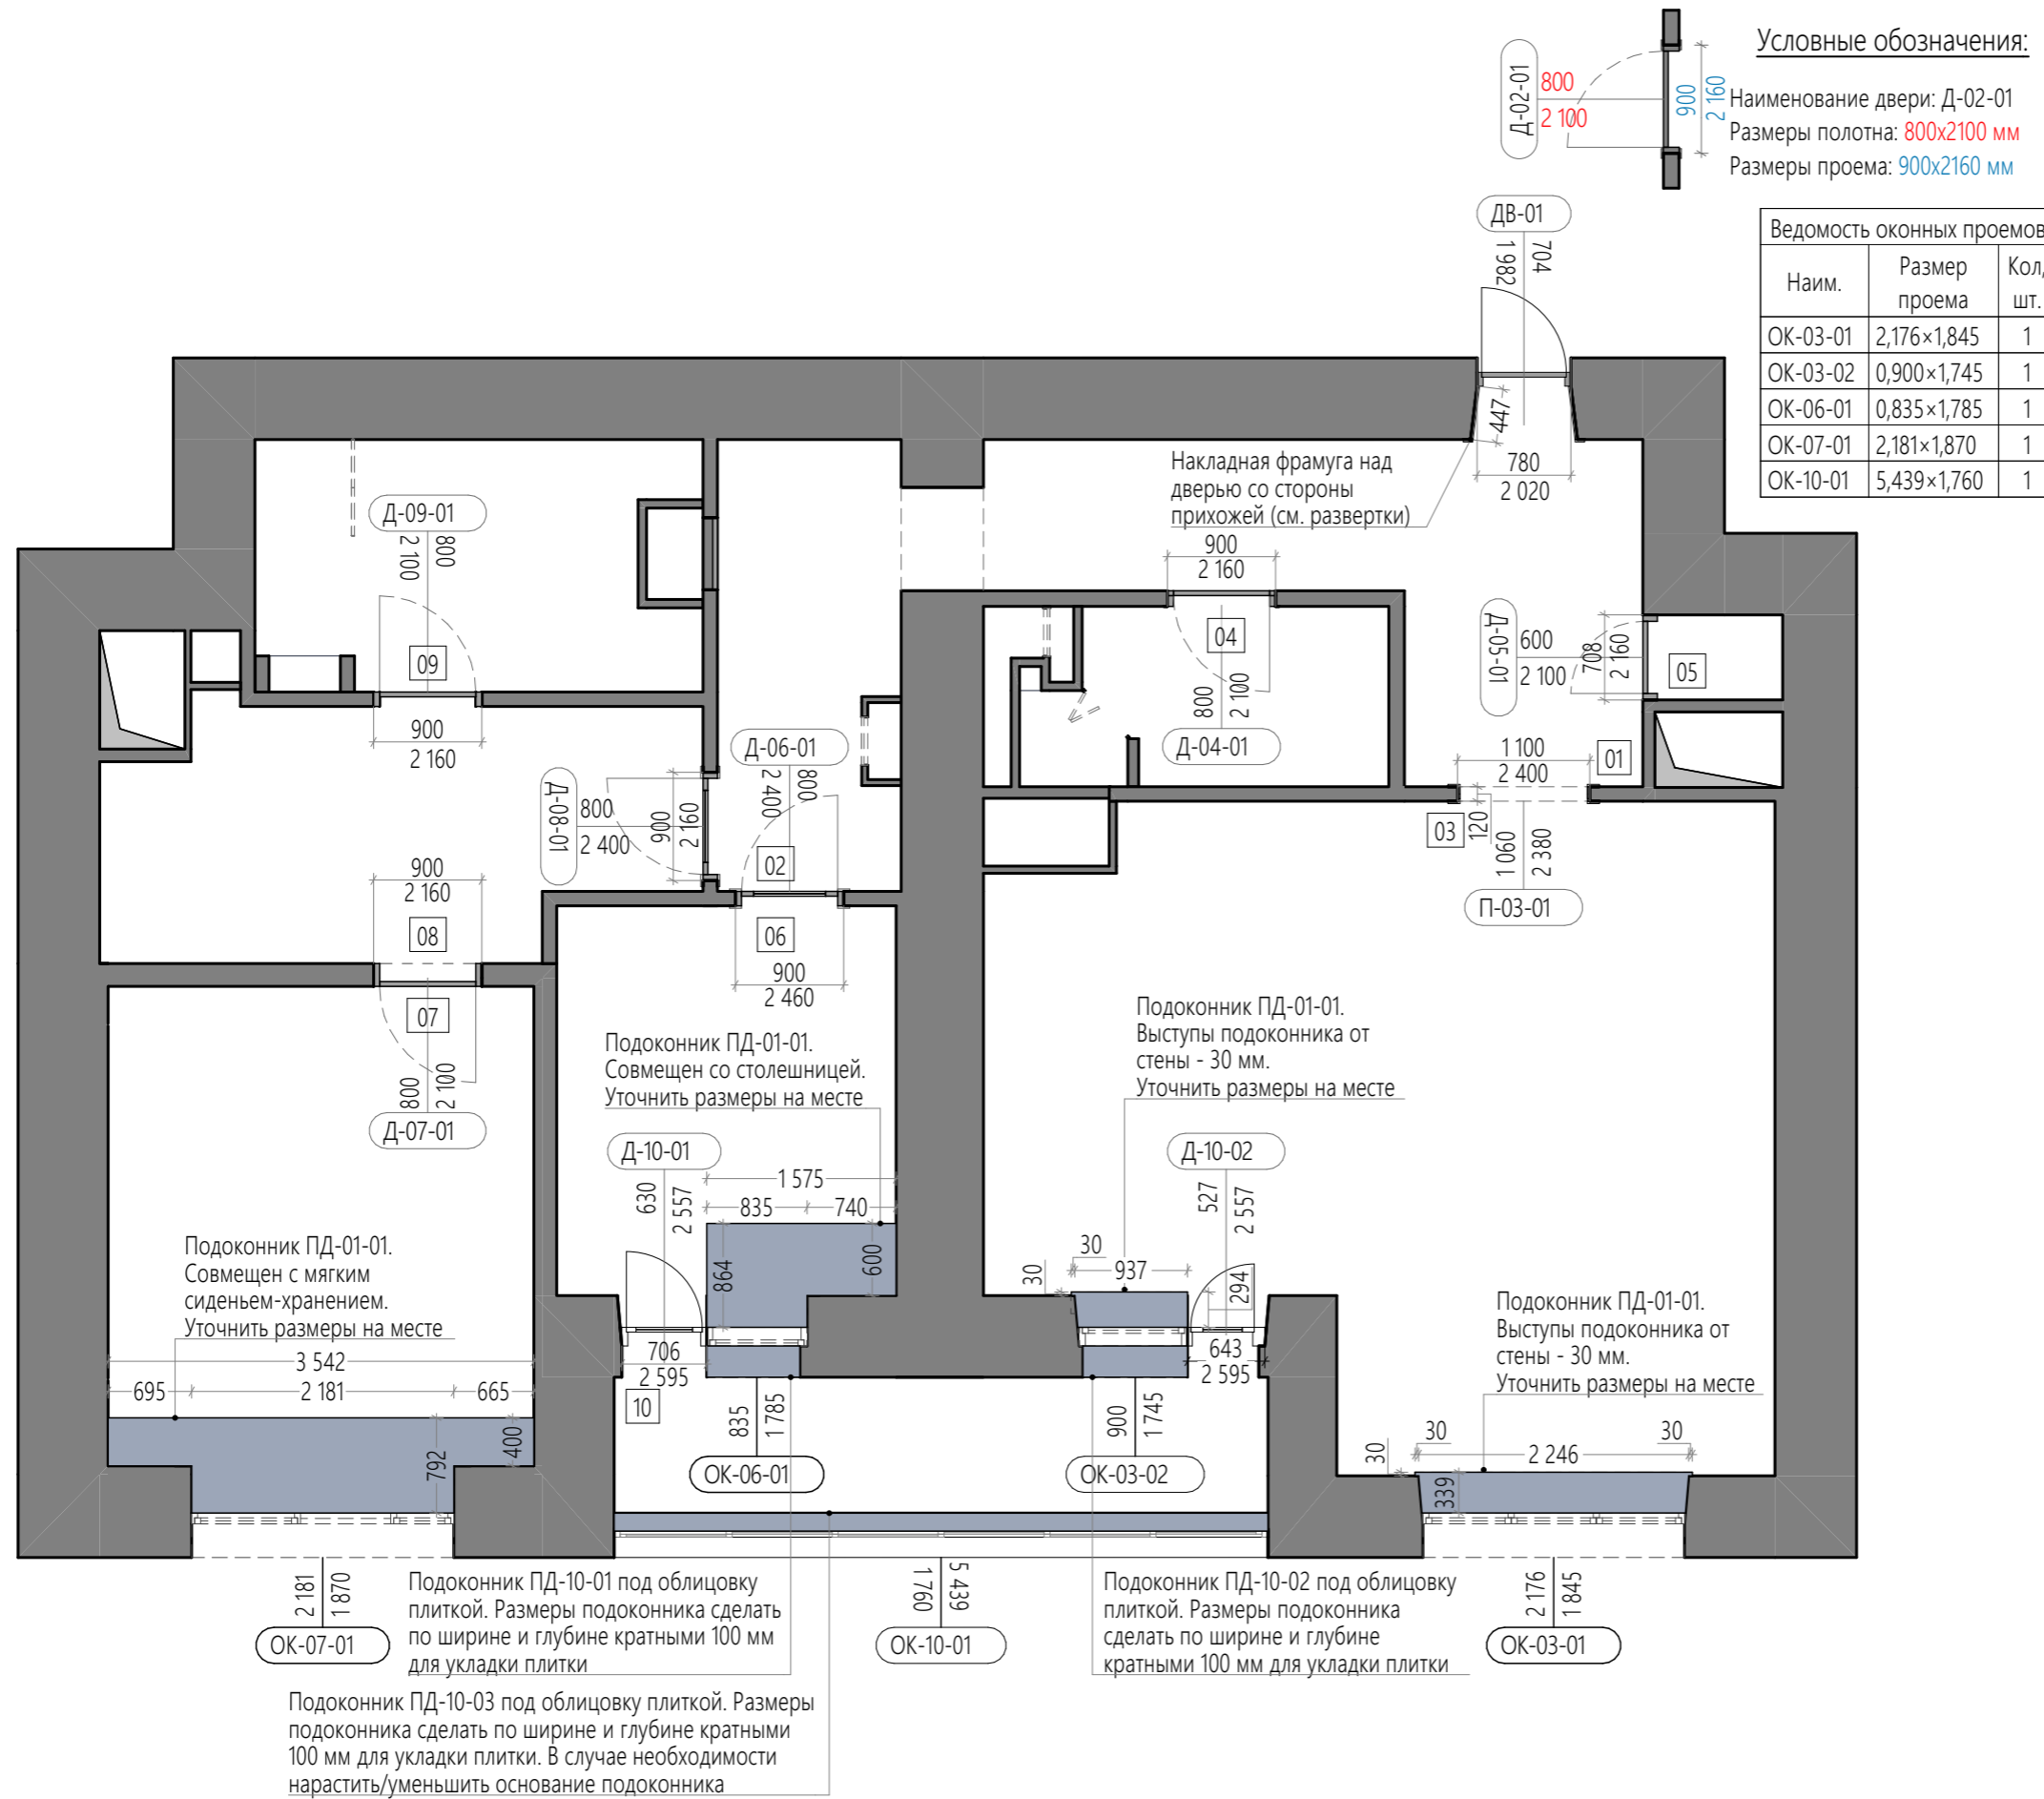 Условные обозначения:
Д-02-01
800
2 100
900
2 160
Наименование двери: Д-02-01
Размеры полотна: 800х2100 мм
Размеры проема: 900х2160 мм
Ведомость оконных проемов
Наим.
Размер
проема
Кол,
шт.
ОК-03-01 2,176×1,845 1
ОК-03-02 0,900×1,745 1
ОК-06-01 0,835×1,785 1
ОК-07-01 2,181×1,870 1
ОК-10-01 5,439×1,760 1
ДВ-01
704
1 982
447
780
2 020
Накладная фрамуга над
дверью со стороны
прихожей (см. развертки)
900
2 160
Д-09-01
800
2 100
09
900
2 160
04
800
2 100
Д-04-01
Д-05-01
600
2 100
708
2 160
05
Д-06-01
800
2 400
Д-08-01
800
2 400
900
2 160
02
1 100
2 400
01
03
120
1 090
2 380
П-03-01
900
2 160
08
06
900
2 460
07
800
2 100
Д-07-01
Подоконник ПД-01-01.
Совмещен со столешницей.
Уточнить размеры на месте
Подоконник ПД-01-01.
Выступы подоконника от
стены - 30 мм.
Уточнить размеры на месте
Д-10-01
630
2 557
1 575
835
740
864
600
Д-10-02
527
2 557
30
30
937
294
Подоконник ПД-01-01.
Совмещен с мягким
сиденьем-хранением.
Уточнить размеры на месте
3 542
695
2 181
665
792
400
706
2 595
10
835
1 785
ОК-06-01
643
2 595
900
1 745
ОК-03-02
Подоконник ПД-01-01.
Выступы подоконника от
стены - 30 мм.
Уточнить размеры на месте
30
30
2 246
30
339
2 181
1 870
ОК-07-01
Подоконник ПД-10-01 под облицовку
плиткой. Размеры подоконника сделать
по ширине и глубине кратными 100 мм
для укладки плитки
5 439
1 760
ОК-10-01
Подоконник ПД-10-02 под облицовку
плиткой. Размеры подоконника
сделать по ширине и глубине
кратными 100 мм для укладки плитки
2 176
1 845
ОК-03-01
Подоконник ПД-10-03 под облицовку плиткой. Размеры
подоконника сделать по ширине и глубине кратными
100 мм для укладки плитки. В случае необходимости
нарастить/уменьшить основание подоконника